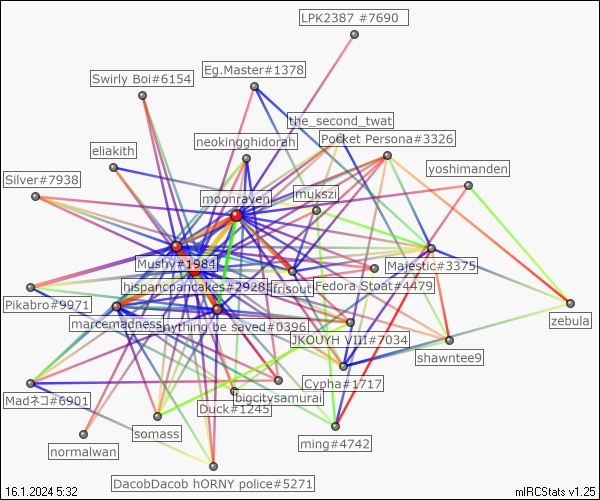 LPK2387 #7690
Eg.Master#1378
Swirly Boi#6154
the_second_twat
Pocket Persona#3326
neokingghidorah
eliakith
yoshimanden
Silver#7938
moonraven
mukszi
Mushy#1984
Majestic#3375
hispancpantakes#2928
frisout
Fedora Stoat#4479
Pikabro#9971
zebula
marcemadness
anything be saved#0396
JKOUYH VIII#7034
shawntee9
Cypha#1717
Madネコ#6901
bigcitysamurai
Duck#1245
somass
ming#4742
normalwan
DacobDacob hORNY police#5271
16.1.2024 5:32
mIRCStats v1.25